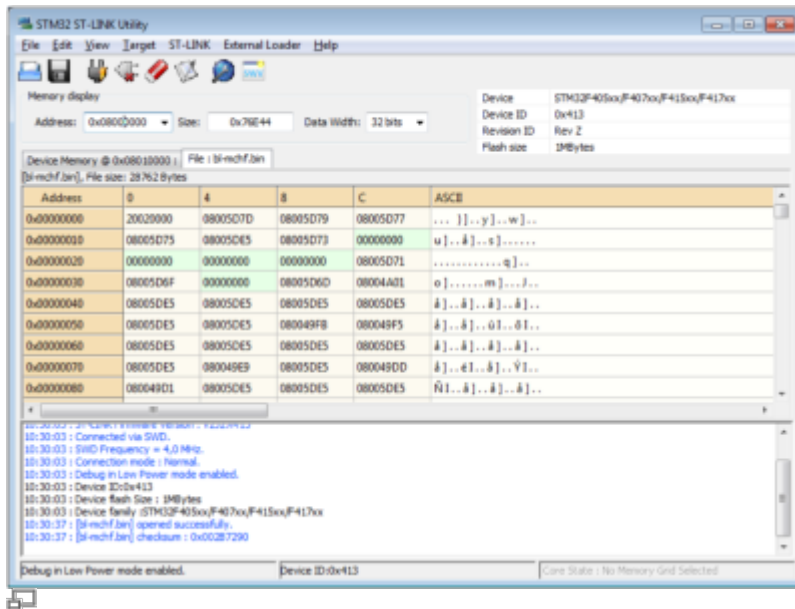 STM32 ST-LINK Utility
File Edit View Target ST-LINK External Loader Help
Memory display
Address: 0x08000000 Size: 0x76E44 Data Width: 32 bits
Device STM32F405xx/F407xx/F415xx/F417xx
Device ID 0x413
Revision ID Rev Z
Flash size 1MBytes
Device Memory @ 0x08010000 : File : bl-mchf.bin
[bl-mchf.bin], File size: 28762 Bytes
Address 0 4 8 C ASCII
0x00000000 20020000 08005D7D 08005D79 08005D77 ... }]..y]..w]..
0x00000010 08005D75 08005DE5 08005D73 00000000 u]..å]..s]......
0x00000020 00000000 00000000 00000000 08005D71 ............q]..
0x00000030 08005D6F 00000000 08005D6D 08004A01 o]......m]...J..
0x00000040 08005DE5 08005DE5 08005DE5 08005DE5 å]..å]..å]..å]..
0x00000050 08005DE5 08005DE5 080049FB 080049F5 å]..å]..ûI..õI..
0x00000060 08005DE5 08005DE5 08005DE5 08005DE5 å]..å]..å]..å]..
0x00000070 08005DE5 080049E9 08005DE5 080049DD å]..éI..å]..ÝI..
0x00000080 080049D1 08005DE5 08005DE5 08005DE5 ÑI..å]..å]..å]..
10:30:03 : Connected via SWD.
10:30:03 : SWD Frequency = 4,0 MHz.
10:30:03 : Connection mode : Normal.
10:30:03 : Debug in Low Power mode enabled.
10:30:03 : Device ID:0x413
10:30:03 : Device flash Size : 1MBytes
10:30:03 : Device family :STM32F405xx/F407xx/F415xx/F417xx
10:30:37 : [bl-mchf.bin] opened successfully.
10:30:37 : [bl-mchf.bin] checksum : 0x002B7290
Debug in Low Power mode enabled. Device ID:0x413 Core State : No Memory Grid Selected